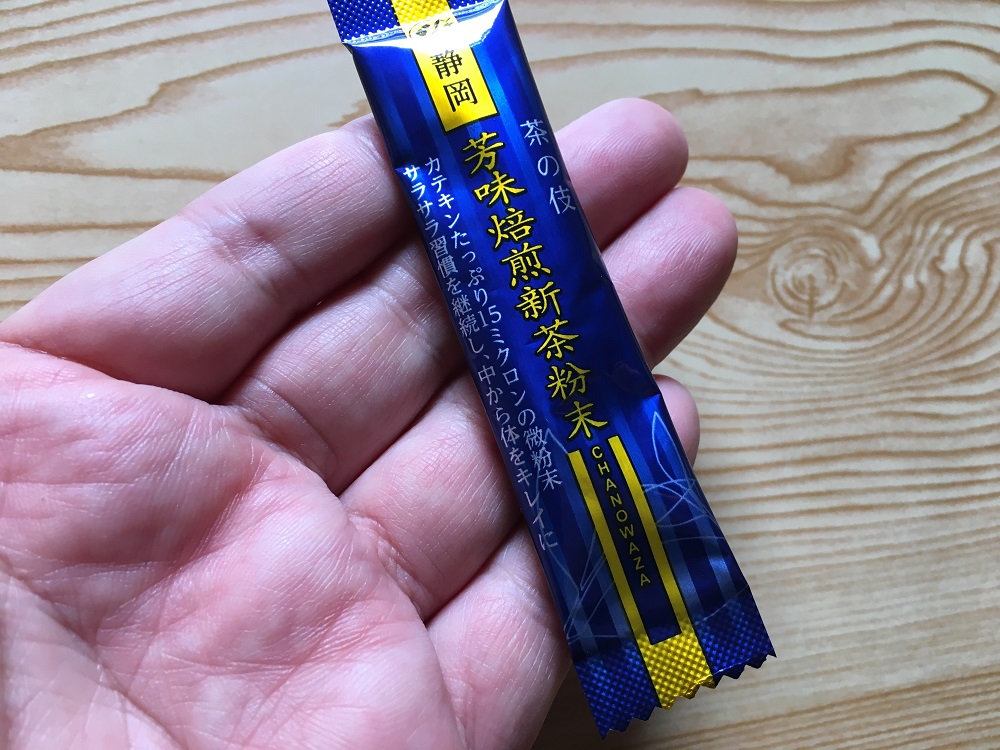 静岡
茶の伎
芳味焙煎新茶粉末
CHANOWAZA
カテキンたっぷり15ミクロンの微粉末
サラサラ習慣を継続し、中から体をキレイに